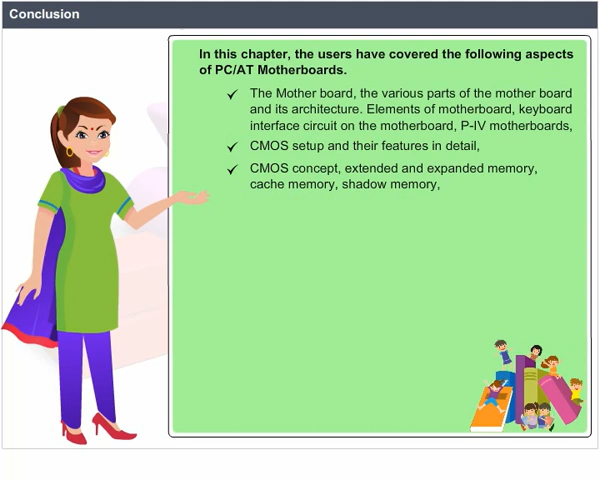 Conclusion
In this chapter, the users have covered the following aspects
of PC/AT Motherboards.
The Mother board, the various parts of the mother board
and its architecture. Elements of motherboard, keyboard
interface circuit on the motherboard, P-IV motherboards,
CMOS setup and their features in detail,
CMOS concept, extended and expanded memory,
cache memory, shadow memory,